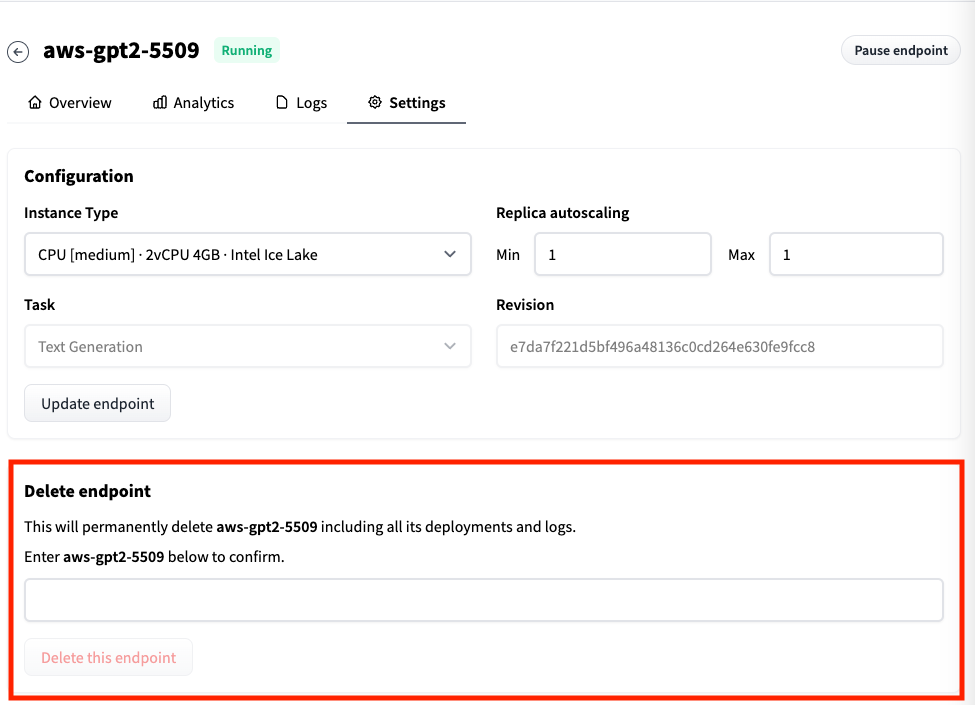 aws-gpt2-5509 Running Pause endpoint
Overview Analytics Logs Settings
Configuration
Instance Type Replica autoscaling
CPU [medium] · 2vCPU 4GB · Intel Ice Lake Min 1 Max 1
Task Revision
Text Generation e7da7f221d5bf496a48136c0cd264e630fe9fcc8
Update endpoint
Delete endpoint
This will permanently delete aws-gpt2-5509 including all its deployments and logs.
Enter aws-gpt2-5509 below to confirm.
Delete this endpoint